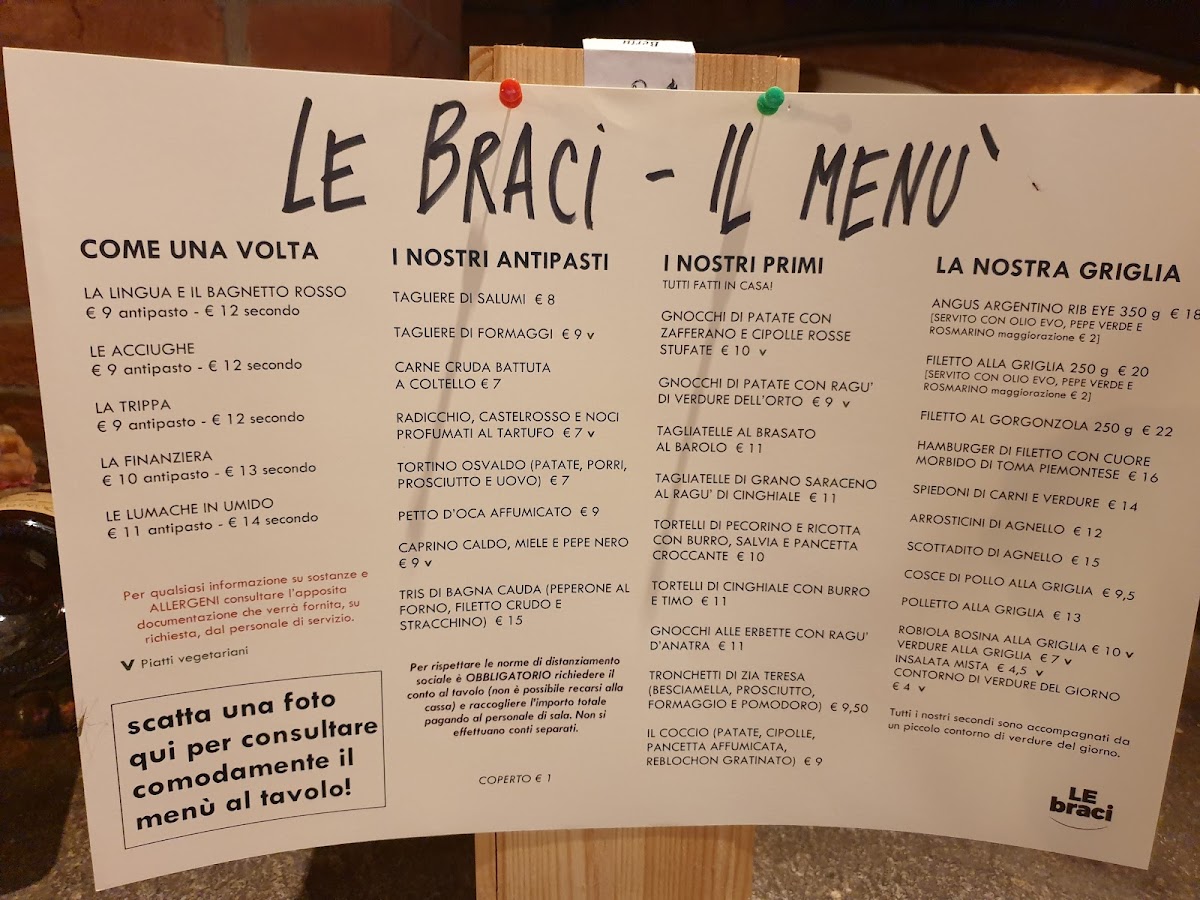 Berta
LE BRACI - IL MENU`
COME UNA VOLTA
LA LINGUA E IL BAGNETTO ROSSO
€ 9 antipasto - € 12 secondo
LE ACCIUGHE
€ 9 antipasto - € 12 secondo
LA TRIPPA
€ 9 antipasto - € 12 secondo
LA FINANZIERA
€ 10 antipasto - € 13 secondo
LE LUMACHE IN UMIDO
€ 11 antipasto - € 14 secondo
Per qualsiasi informazione su sostanze e
ALLERGENI consultare l'apposita
documentazione che verrà fornita, su
richiesta, dal personale di servizio.
v Piatti vegetariani
scatta una foto
qui per consultare
comodamente il
menù al tavolo!
I NOSTRI ANTIPASTI
TAGLIERE DI SALUMI € 8
TAGLIERE DI FORMAGGI € 9 v
CARNE CRUDA BATTUTA
A COLTELLO € 7
RADICCHIO, CASTELROSSO E NOCI
PROFUMATI AL TARTUFO € 7 v
TORTINO OSVALDO (PATATE, PORRI,
PROSCIUTTO E UOVO) € 7
PETTO D'OCA AFFUMICATO € 9
CAPRINO CALDO, MIELE E PEPE NERO
€ 9 v
TRIS DI BAGNA CAUDA (PEPERONE AL
FORNO, FILETTO CRUDO E
STRACCHINO) € 15
Per rispettare le norme di distanziamento
sociale è OBBLIGATORIO richiedere il
conto al tavolo (non è possibile recarsi alla
cassa) e raccogliere l'importo totale
pagando al personale di sala. Non si
effettuano conti separati.
COPERTO € 1
I NOSTRI PRIMI
TUTTI FATTI IN CASA!
GNOCCHI DI PATATE CON
ZAFFERANO E CIPOLLE ROSSE
STUFATE € 10 v
GNOCCHI DI PATATE CON RAGU'
DI VERDURE DELL'ORTO € 9 v
TAGLIATELLE AL BRASATO
AL BAROLO € 11
TAGLIATELLE DI GRANO SARACENO
AL RAGU' DI CINGHIALE € 11
TORTELLI DI PECORINO E RICOTTA
CON BURRO, SALVIA E PANCETTA
CROCCANTE € 10
TORTELLI DI CINGHIALE CON BURRO
E TIMO € 11
GNOCCHI ALLE ERBETTE CON RAGU'
D'ANATRA € 11
TRONCHETTI DI ZIA TERESA
(BESCIAMELLA, PROSCIUTTO,
FORMAGGIO E POMODORO) € 9,50
IL COCCIO (PATATE, CIPOLLE,
PANCETTA AFFUMICATA,
REBLOCHON GRATINATO) € 9
LA NOSTRA GRIGLIA
ANGUS ARGENTINO RIB EYE 350 g € 18
[SERVITO CON OLIO EVO, PEPE VERDE E
ROSMARINO maggiorazione € 2]
FILETTO ALLA GRIGLIA 250 g € 20
[SERVITO CON OLIO EVO, PEPE VERDE E
ROSMARINO maggiorazione € 2]
FILETTO AL GORGONZOLA 250 g € 22
HAMBURGER DI FILETTO CON CUORE
MORBIDO DI TOMA PIEMONTESE € 16
SPIEDONI DI CARNI E VERDURE € 14
ARROSTICINI DI AGNELLO € 12
SCOTTADITO DI AGNELLO € 15
COSCE DI POLLO ALLA GRIGLIA € 9,5
POLLETTO ALLA GRIGLIA € 13
ROBIOLA BOSINA ALLA GRIGLIA € 10 v
VERDURE ALLA GRIGLIA € 7 v
INSALATA MISTA € 4,5 v
CONTORNO DI VERDURE DEL GIORNO
€ 4 v
Tutti i nostri secondi sono accompagnati da
un piccolo contorno di verdure del giorno.
LE
braci